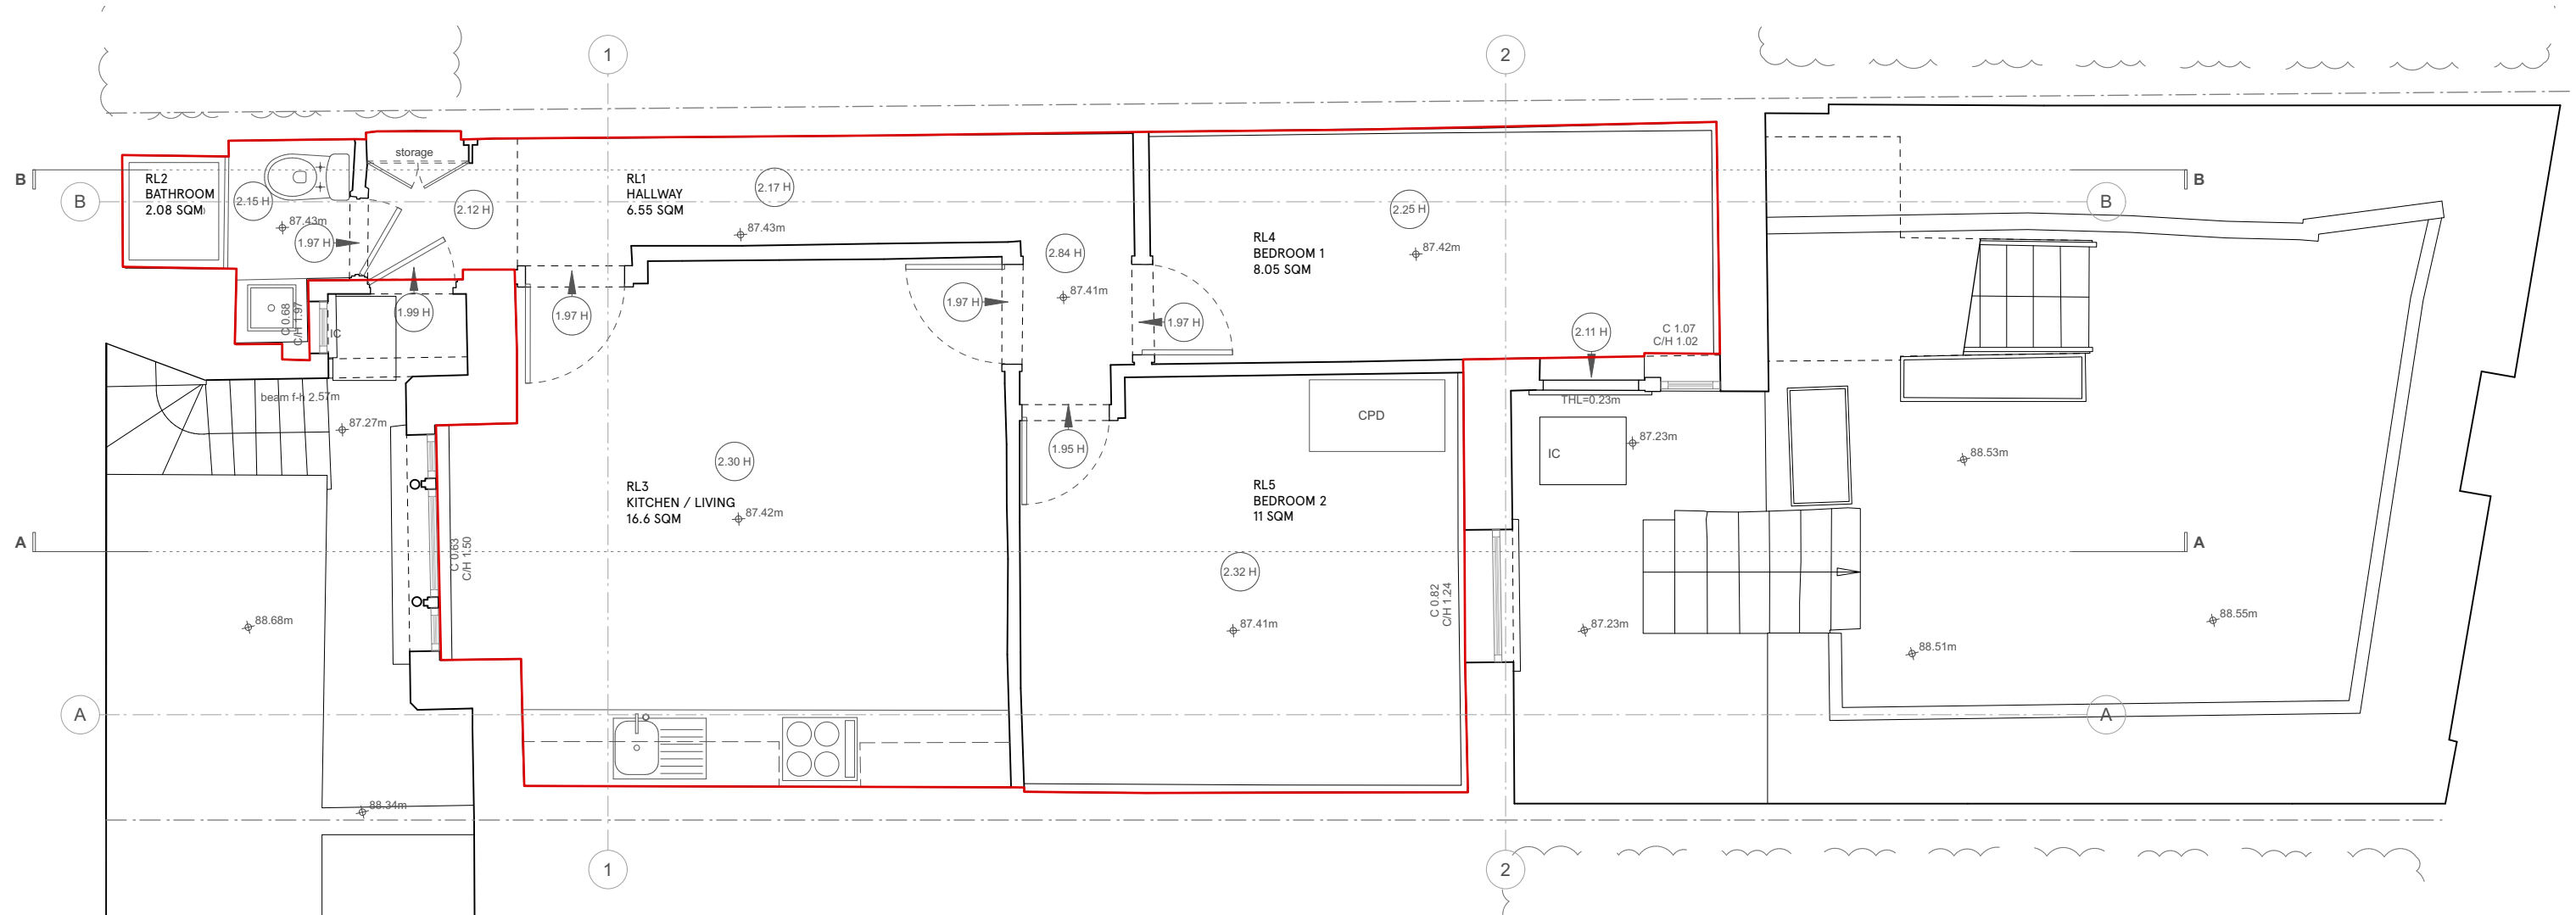 1
2
storage
B
B
RL2
BATHROOM
2.08 SQM
2.15 H
87.43m
1.97 H
2.12 H
RL1
HALLWAY
6.55 SQM
2.17 H
87.43m
2.84 H
87.41m
2.25 H
87.42m
RL4
BEDROOM 1
8.05 SQM
B
B
C 0.68
C/H 1.97
IC
1.99 H
1.97 H
1.97 H
1.97 H
2.11 H
C 1.07
C/H 1.02
beam f-h 2.57m
87.27m
THL=0.23m
CPD
IC
87.23m
88.53m
1.95 H
2.30 H
RL3
KITCHEN / LIVING
16.6 SQM
87.42m
RL5
BEDROOM 2
11 SQM
A
A
C 0.63
C/H 1.50
2.32 H
C 0.82
C/H 1.24
88.68m
87.41m
87.23m
88.55m
88.51m
A
A
88.34m
1
2